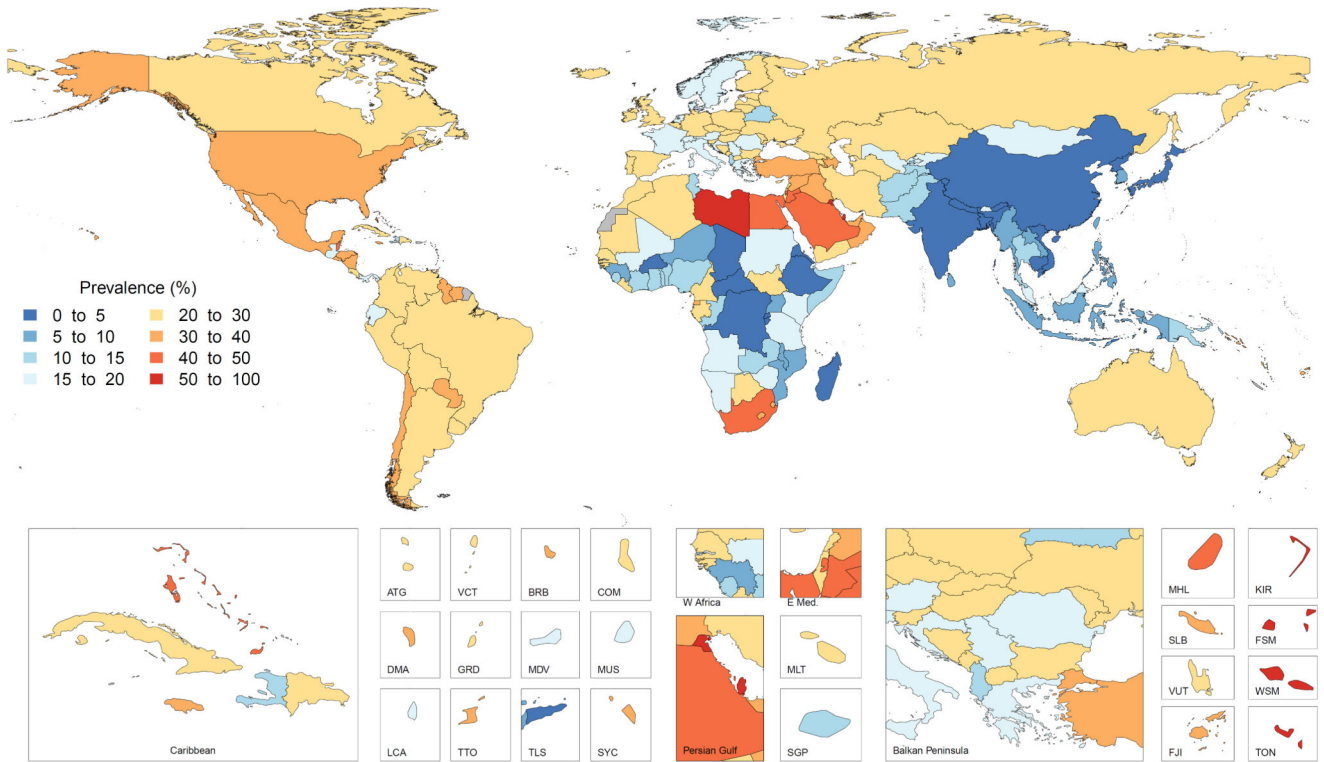 Prevalence (%)
0 to 5
5 to 10
10 to 15
15 to 20
20 to 30
30 to 40
40 to 50
50 to 100
Caribbean
ATG
VCT
BRB
COM
DMA
GRD
MDV
MUS
LCA
TTO
TLS
SYC
W Africa
E Med.
Persian Gulf
MLT
SGP
Balkan Peninsula
MHL
KIR
SLB
FSM
VUT
WSM
FJI
TON